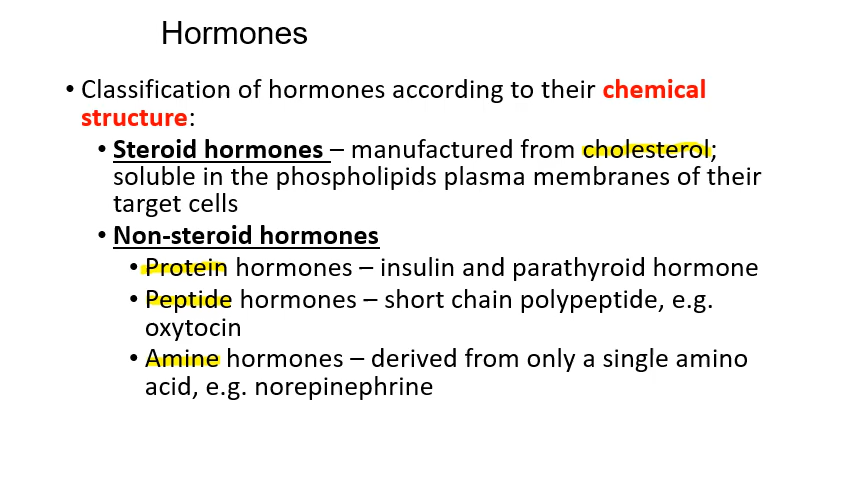 Hormones
• Classification of hormones according to their chemical
structure:
• Steroid hormones – manufactured from cholesterol;
soluble in the phospholipids plasma membranes of their
target cells
• Non-steroid hormones
• Protein hormones – insulin and parathyroid hormone
• Peptide hormones – short chain polypeptide, e.g.
oxytocin
• Amine hormones – derived from only a single amino
acid, e.g. norepinephrine